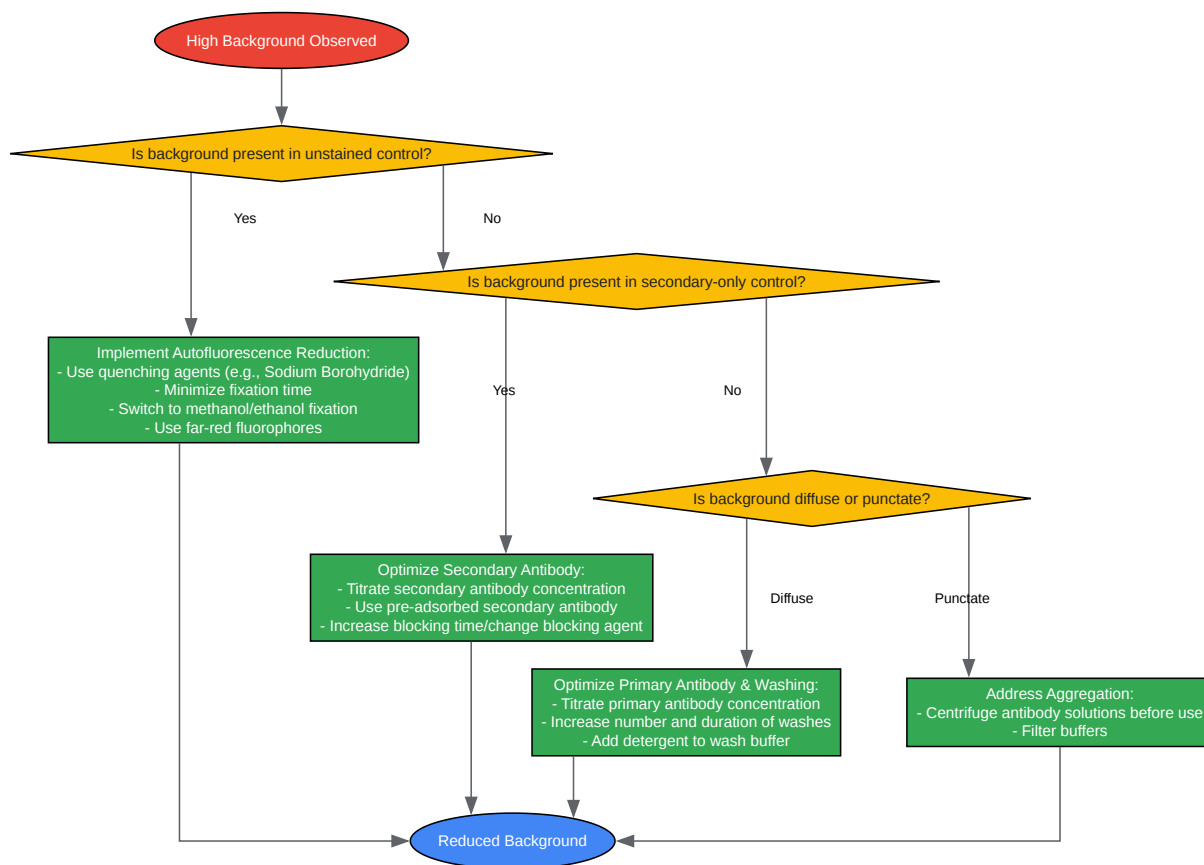 High Background Observed
Is background present in unstained control?
Yes
No
Is background present in secondary-only control?
Implement Autofluorescence Reduction:
- Use quenching agents (e.g., Sodium Borohydride)
- Minimize fixation time
- Switch to methanol/ethanol fixation
- Use far-red fluorophores
Yes
No
Is background diffuse or punctate?
Optimize Secondary Antibody:
- Titrate secondary antibody concentration
- Use pre-adsorbed secondary antibody
- Increase blocking time/change blocking agent
Diffuse
Punctate
Optimize Primary Antibody & Washing:
- Titrate primary antibody concentration
- Increase number and duration of washes
- Add detergent to wash buffer
Address Aggregation:
- Centrifuge antibody solutions before use
- Filter buffers
Reduced Background